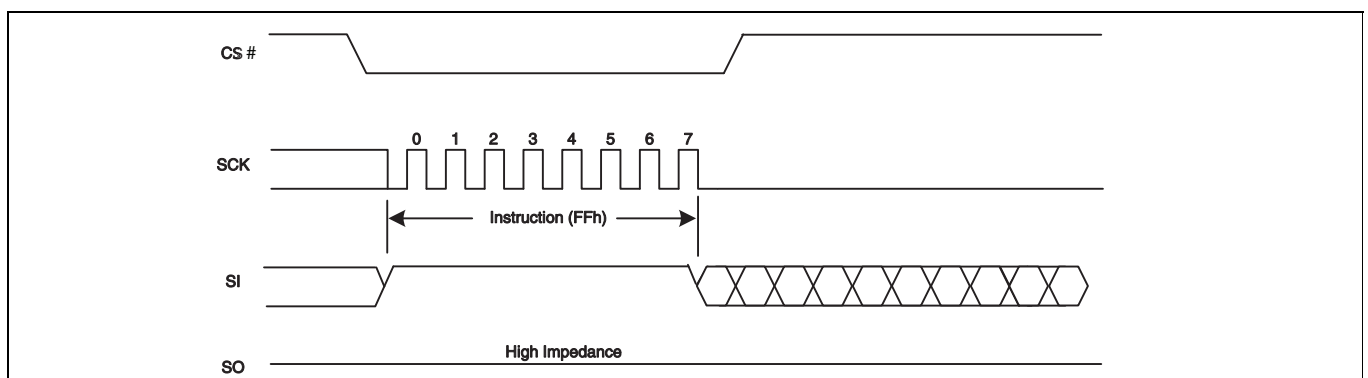 CS #
0 1 2 3 4 5 6 7
SCK
Instruction (FFh)
SI
High Impedance
SO